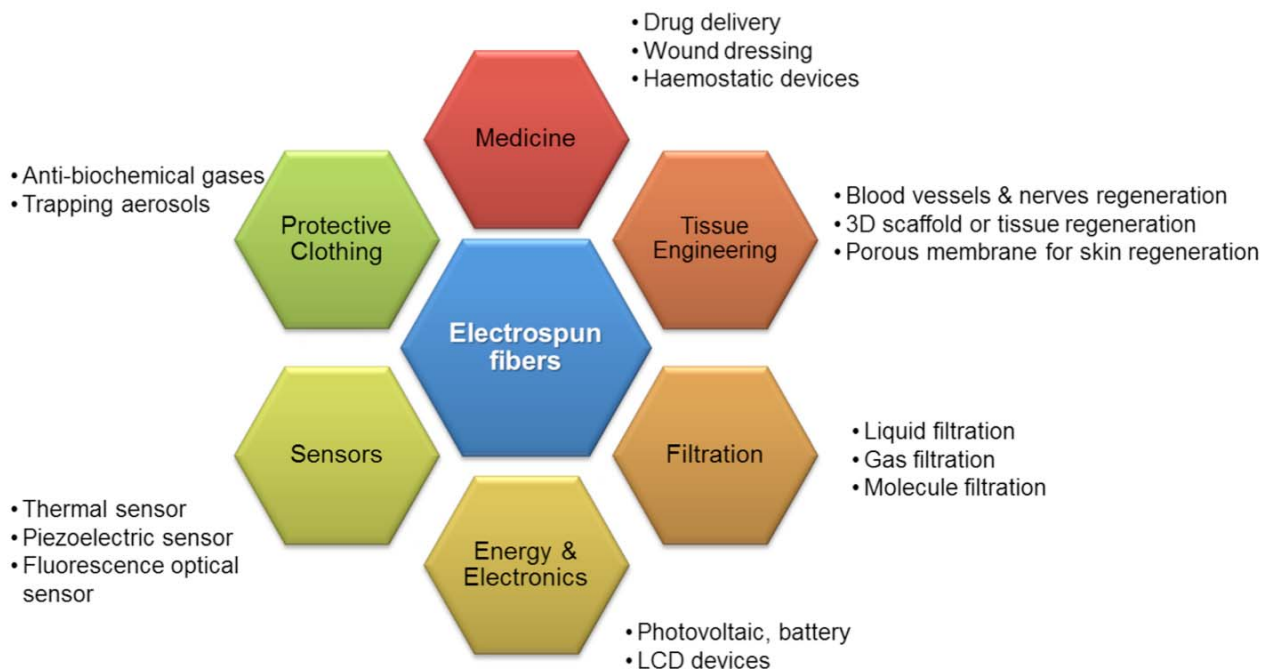 • Drug delivery
• Wound dressing
• Haemostatic devices
Medicine
• Anti-biochemical gases
• Trapping aerosols
Protective
Clothing
Tissue
Engineering
• Blood vessels & nerves regeneration
• 3D scaffold or tissue regeneration
• Porous membrane for skin regeneration
Electrospun
fibers
Sensors
• Thermal sensor
• Piezoelectric sensor
• Fluorescence optical
sensor
Filtration
• Liquid filtration
• Gas filtration
• Molecule filtration
Energy &
Electronics
• Photovoltaic, battery
• LCD devices